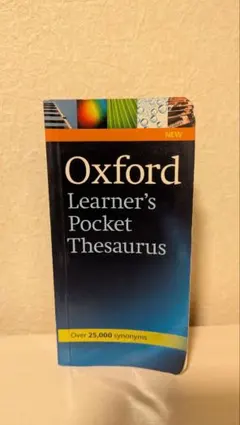 NEW
Oxford
Learner's
Pocket
Thesaurus
Over 25,000 synonyms